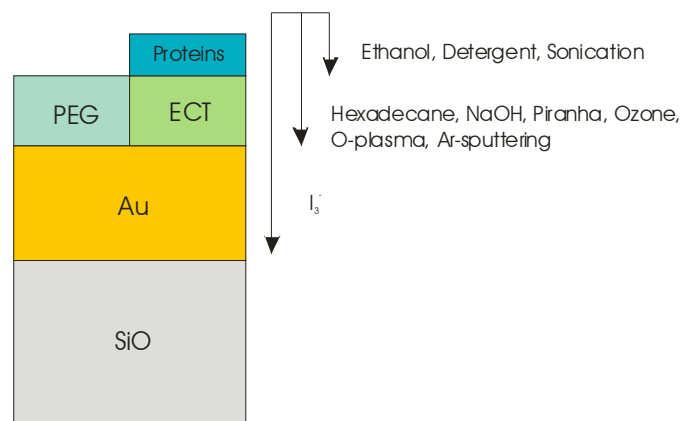 Proteins
Ethanol, Detergent, Sonication
PEG
ECT
Hexadecane, NaOH, Piranha, Ozone,
O-plasma, Ar-sputtering
Au
I₃⁻
SiO